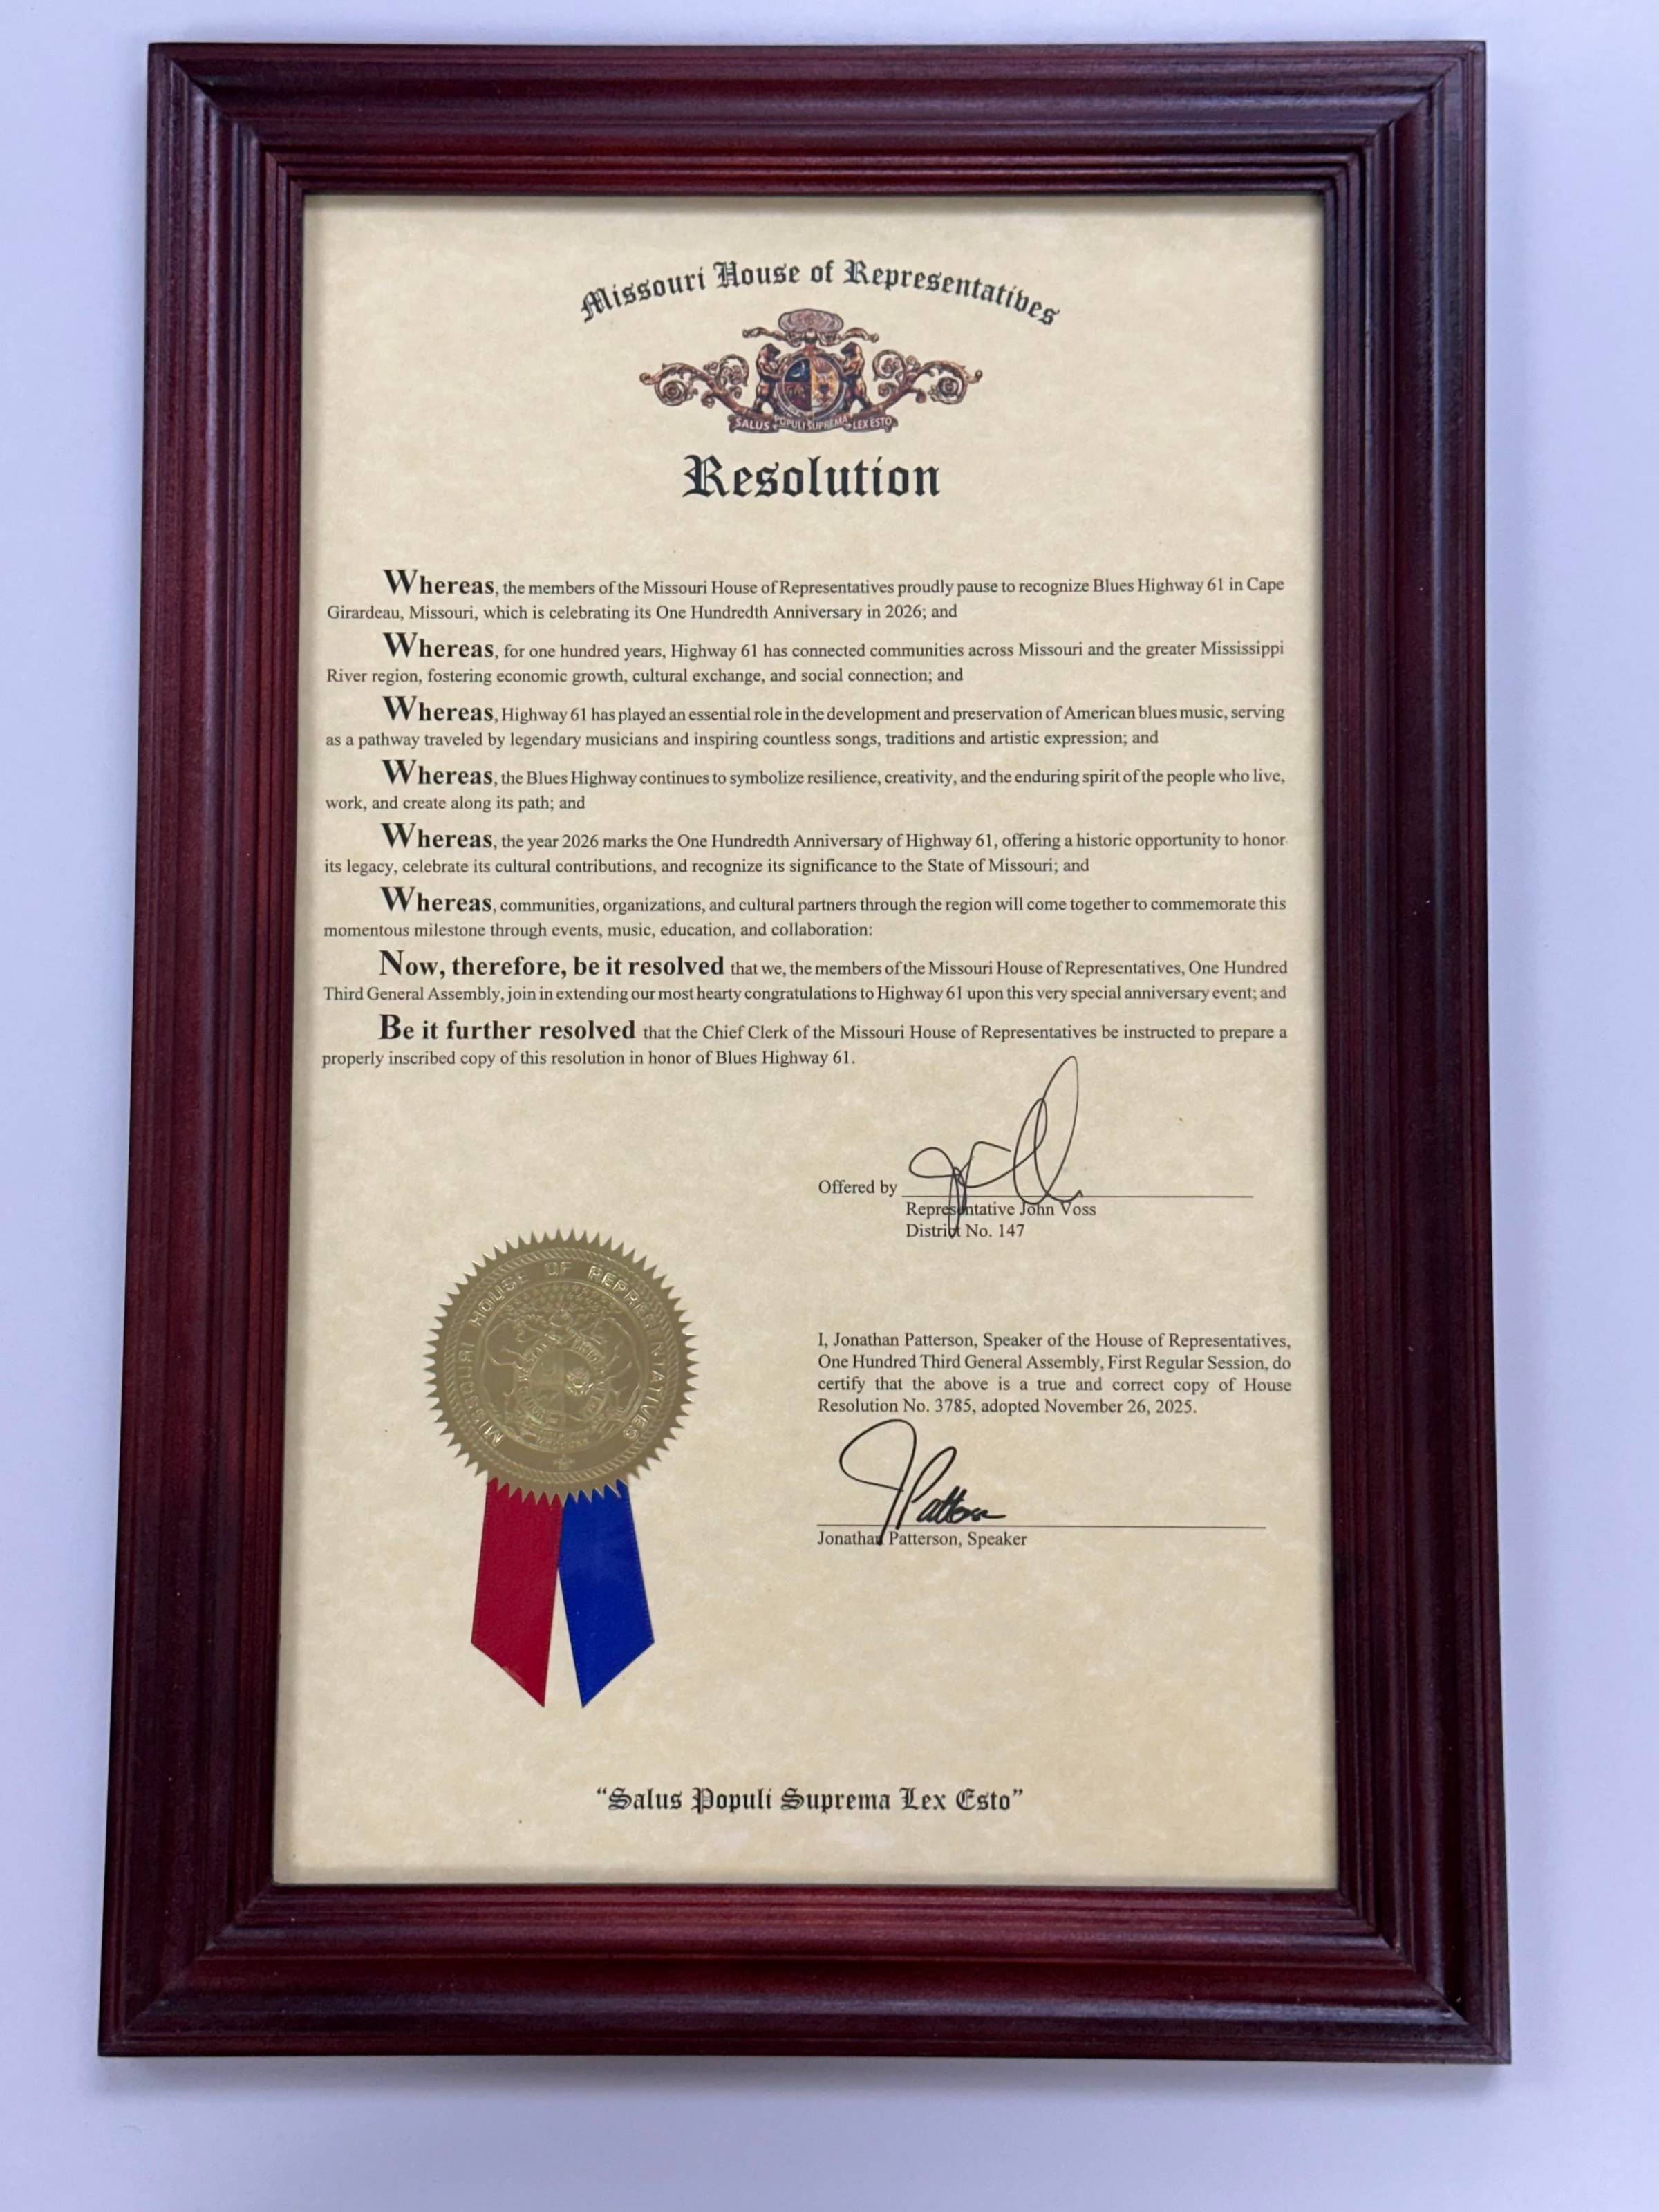 Missouri House of Representatives
SALUS POPULI SUPREMA LEX ESTO
Resolution
Whereas, the members of the Missouri House of Representatives proudly pause to recognize Blues Highway 61 in Cape
Girardeau, Missouri, which is celebrating its One Hundredth Anniversary in 2026; and
Whereas, for one hundred years, Highway 61 has connected communities across Missouri and the greater Mississippi
River region, fostering economic growth, cultural exchange, and social connection; and
Whereas, Highway 61 has played an essential role in the development and preservation of American blues music, serving
as a pathway traveled by legendary musicians and inspiring countless songs, traditions and artistic expression; and
Whereas, the Blues Highway continues to symbolize resilience, creativity, and the enduring spirit of the people who live,
work, and create along its path; and
Whereas, the year 2026 marks the One Hundredth Anniversary of Highway 61, offering a historic opportunity to honor
its legacy, celebrate its cultural contributions, and recognize its significance to the State of Missouri; and
Whereas, communities, organizations, and cultural partners through the region will come together to commemorate this
momentous milestone through events, music, education, and collaboration:
Now, therefore, be it resolved that we, the members of the Missouri House of Representatives, One Hundred
Third General Assembly, join in extending our most hearty congratulations to Highway 61 upon this very special anniversary event; and
Be it further resolved that the Chief Clerk of the Missouri House of Representatives be instructed to prepare a
properly inscribed copy of this resolution in honor of Blues Highway 61.
Offered by
Representative John Voss
District No. 147
MISSOURI HOUSE OF REPRESENTATIVES
I, Jonathan Patterson, Speaker of the House of Representatives,
One Hundred Third General Assembly, First Regular Session, do
certify that the above is a true and correct copy of House
Resolution No. 3785, adopted November 26, 2025.
J Patterson
Jonathan Patterson, Speaker
“Salus Populi Suprema Lex Esto”